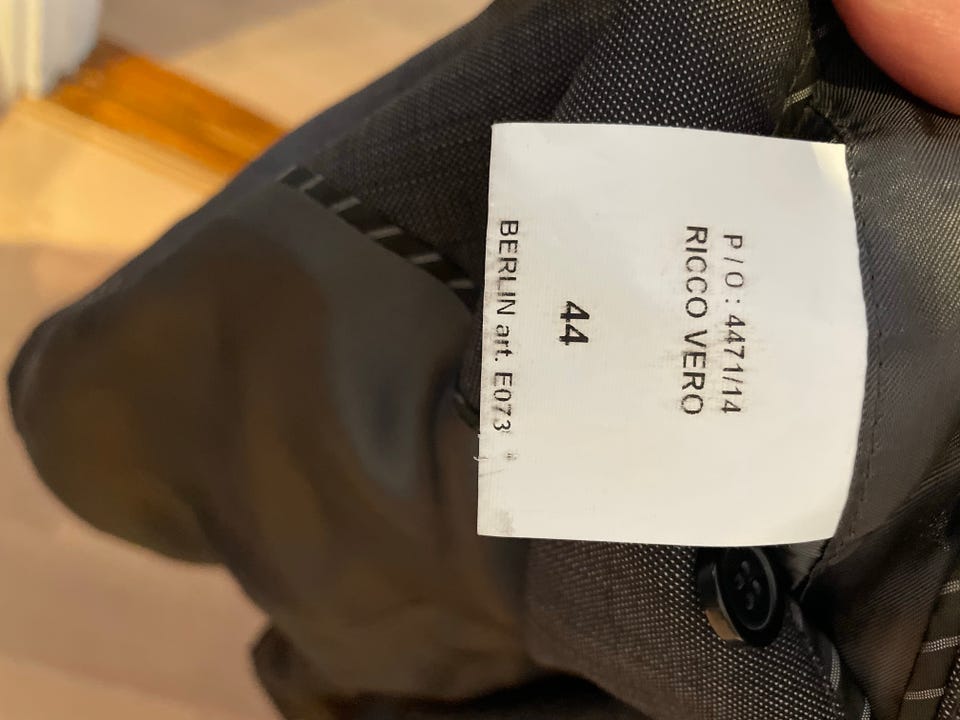 P/O: 4471/14
RICCO VERO
44
BERLIN art. E073